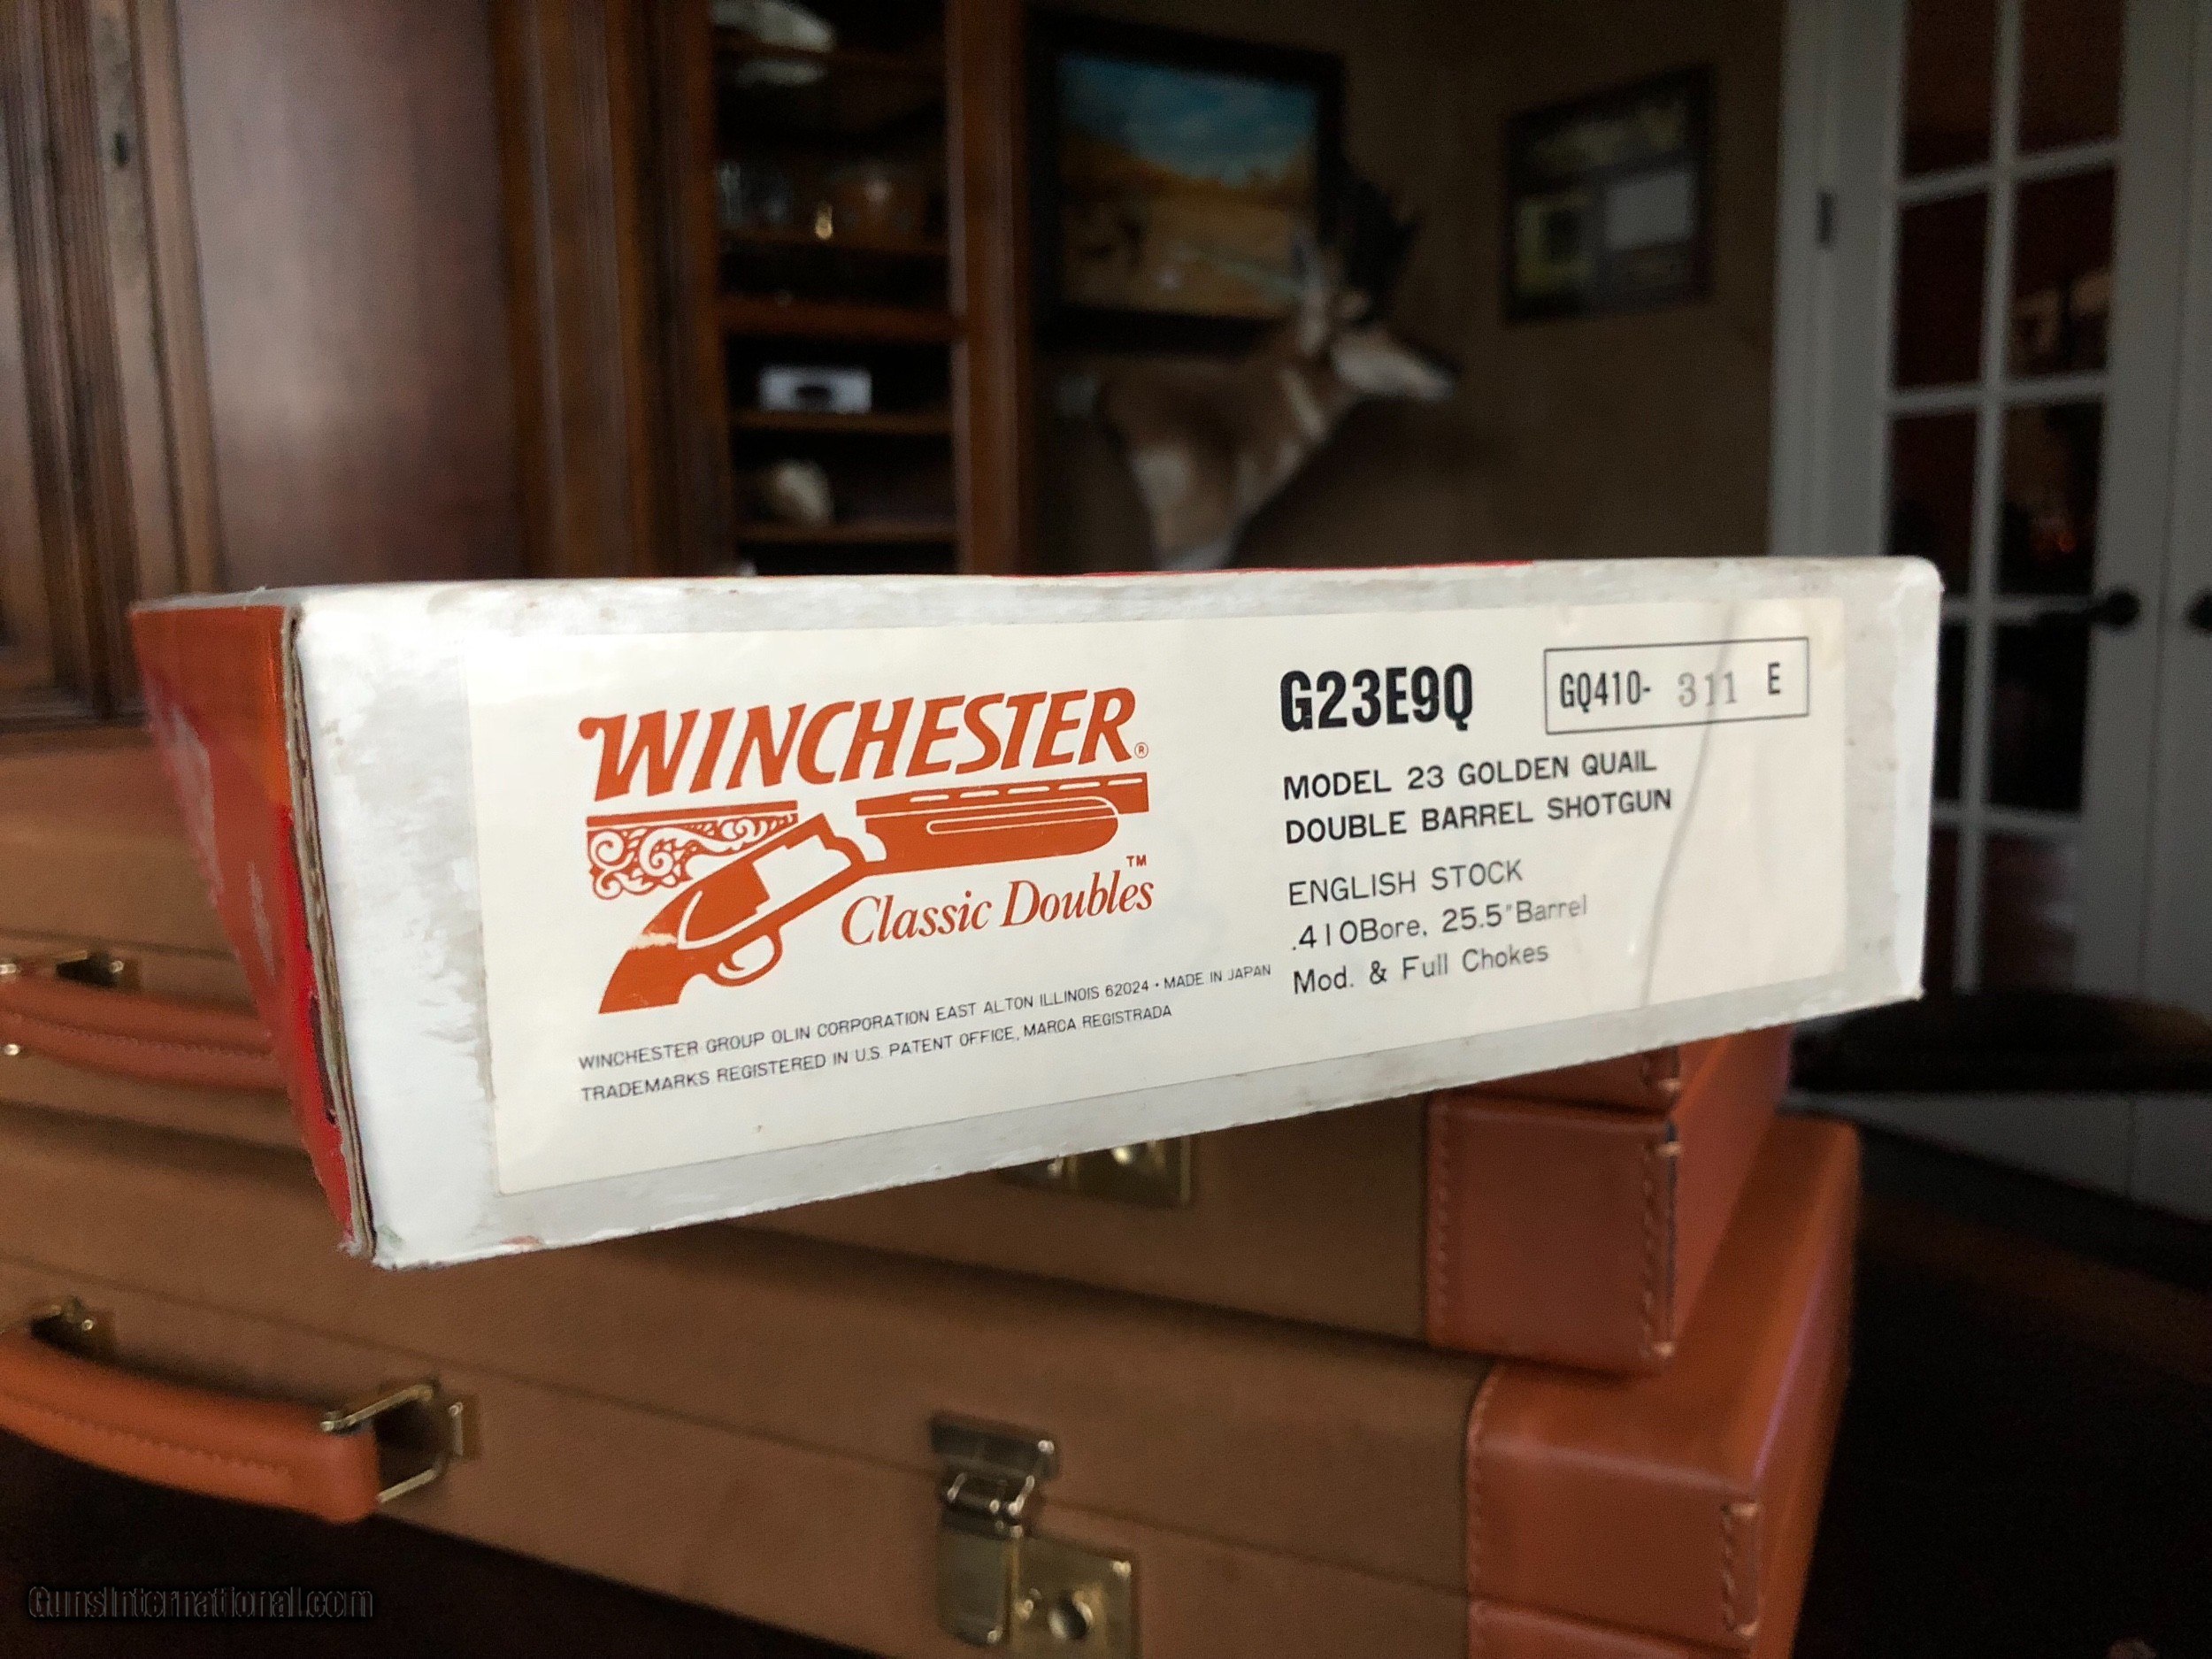 WINCHESTER®
Classic Doubles™
WINCHESTER GROUP OLIN CORPORATION EAST ALTON ILLINOIS 62024 • MADE IN JAPAN
TRADEMARKS REGISTERED IN U.S. PATENT OFFICE, MARCA REGISTRADA
G23E9Q
GQ410- 311 E
MODEL 23 GOLDEN QUAIL
DOUBLE BARREL SHOTGUN
ENGLISH STOCK
.410Bore, 25.5"Barrel
Mod. & Full Chokes
GunsInternational.com